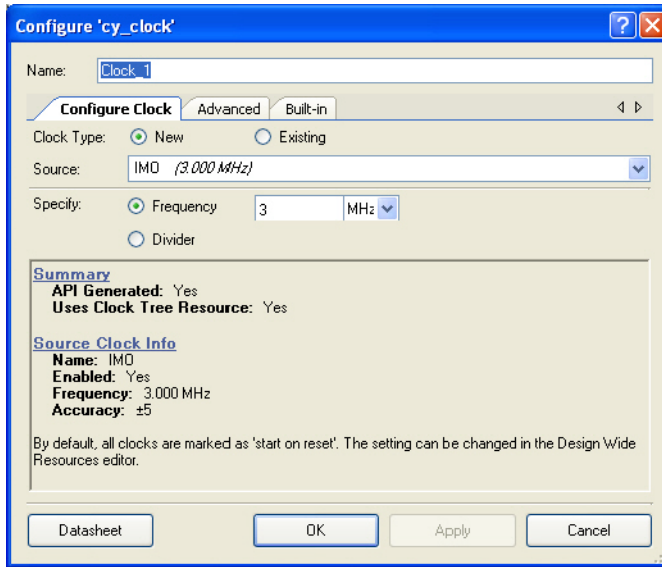 Configure 'cy_clock'
Name: Clock_1
Configure Clock Advanced Built-in
Clock Type: New Existing
Source: IMO (3.000 MHz)
Specify: Frequency 3 MHz
Divider
Summary
API Generated: Yes
Uses Clock Tree Resource: Yes
Source Clock Info
Name: IMO
Enabled: Yes
Frequency: 3.000 MHz
Accuracy: ±5
By default, all clocks are marked as 'start on reset'. The setting can be changed in the Design Wide
Resources editor.
Datasheet OK Apply Cancel